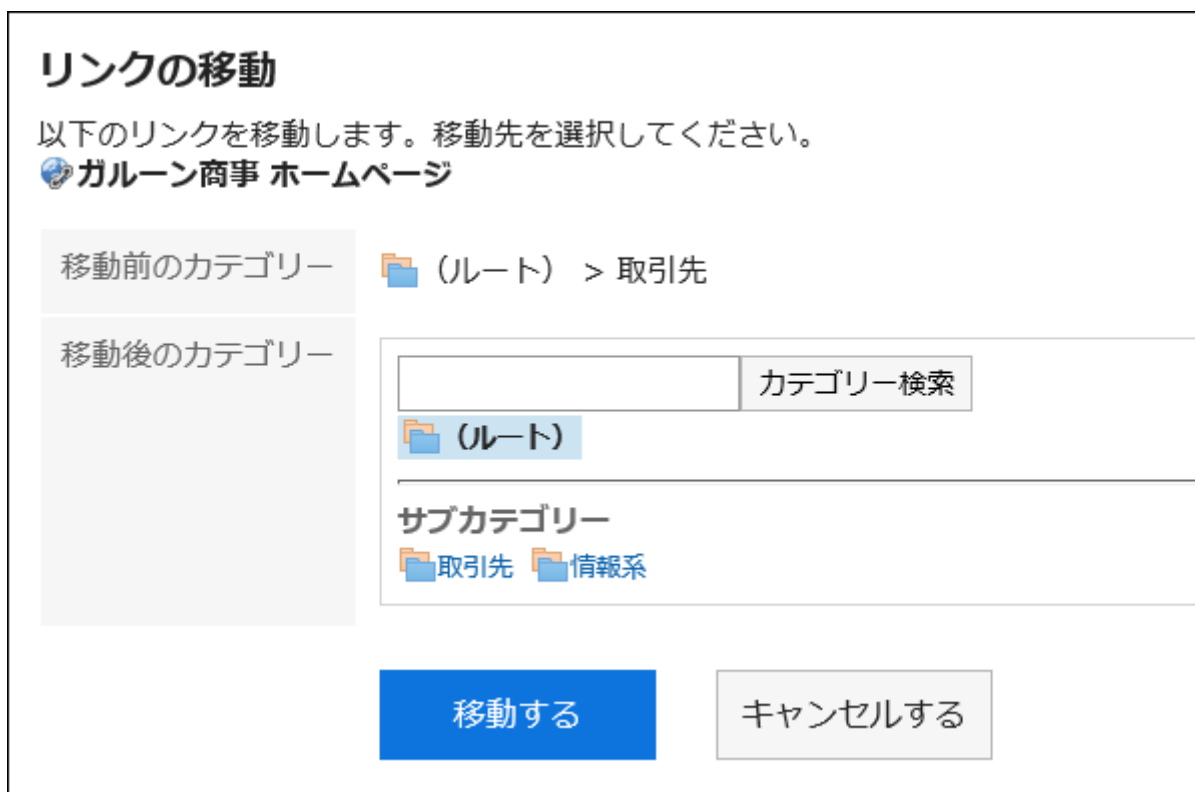 リンクの移動
以下のリンクを移動します。移動先を選択してください。
ガルーン商事 ホームページ
移動前のカテゴリー （ルート） > 取引先
移動後のカテゴリー
カテゴリー検索
（ルート）
サブカテゴリー
取引先 情報系
移動する キャンセルする